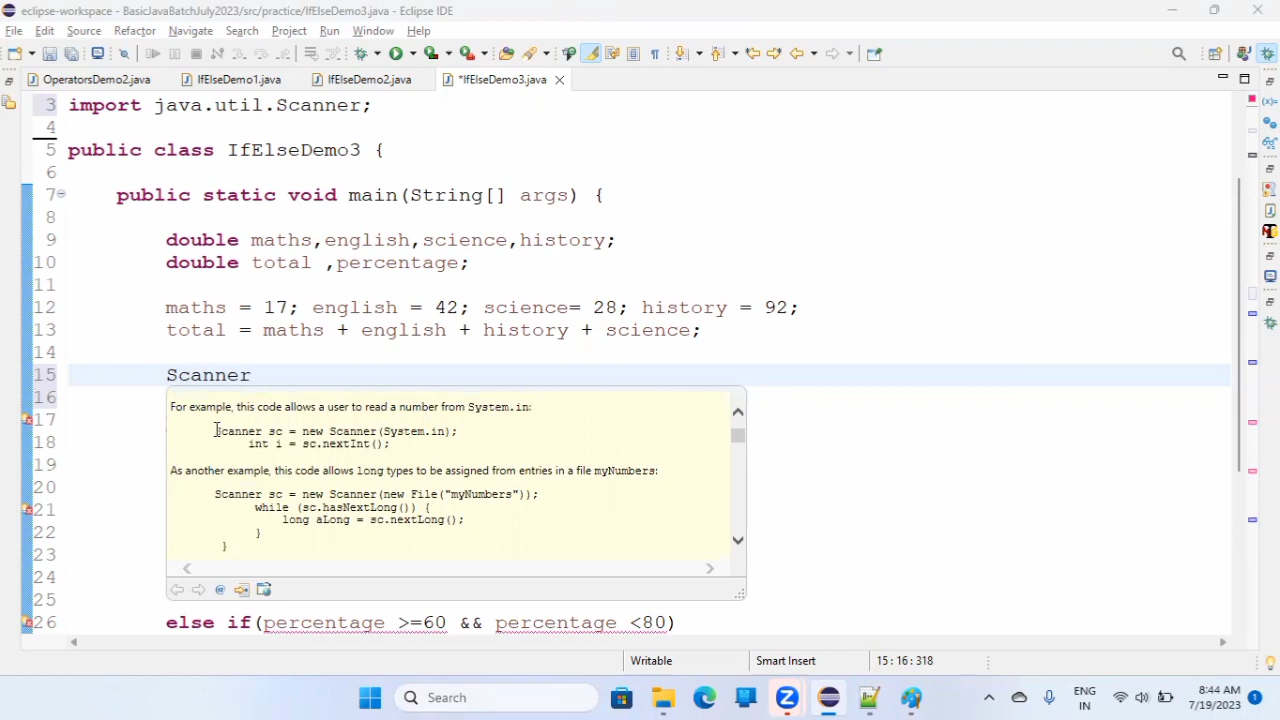 eclipse-workspace - BasicJavaBatchJuly2023/src/practice/IfElseDemo3.java - Eclipse IDE
File Edit Source Refactor Navigate Search Project Run Window Help
OperatorsDemo2.java IfElseDemo1.java IfElseDemo2.java *IfElseDemo3.java
3 import java.util.Scanner;
4
5 public class IfElseDemo3 {
6
7 public static void main(String[] args) {
8
9 double maths,english,science,history;
10 double total ,percentage;
11
12 maths = 17; english = 42; science= 28; history = 92;
13 total = maths + english + history + science;
14
15 Scanner
16
For example, this code allows a user to read a number from System.in:
17
Scanner sc = new Scanner(System.in);
18
int i = sc.nextInt();
19
As another example, this code allows long types to be assigned from entries in a file myNumbers:
20
Scanner sc = new Scanner(new File("myNumbers"));
21
while (sc.hasNextLong()) {
long aLong = sc.nextLong();
22
}
23
}
24
25
26 else if(percentage >=60 && percentage <80)
Writable Smart Insert 15 : 16 : 318
Search
ENG
IN
8:44 AM
7/19/2023
1